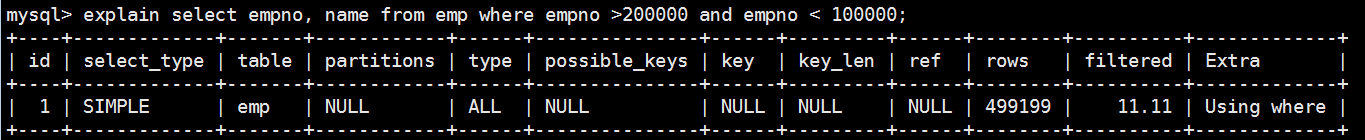 mysql> explain select empno, name from emp where empno >200000 and empno < 100000;
+----+-------------+-------+------------+------+---------------+------+---------+------+--------+----------+-------------+
| id | select_type | table | partitions | type | possible_keys | key | key_len | ref | rows | filtered | Extra |
+----+-------------+-------+------------+------+---------------+------+---------+------+--------+----------+-------------+
| 1 | SIMPLE | emp | NULL | ALL | NULL | NULL | NULL | NULL | 499199 | 11.11 | Using where |
+----+-------------+-------+------------+------+---------------+------+---------+------+--------+----------+-------------+